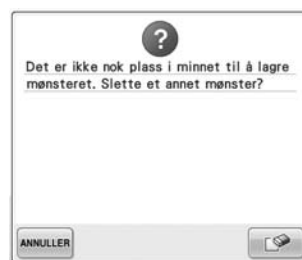 ?
Det er ikke nok plass i minnet til å lagre
mønsteret. Slette et annet mønster?
ANNULLER